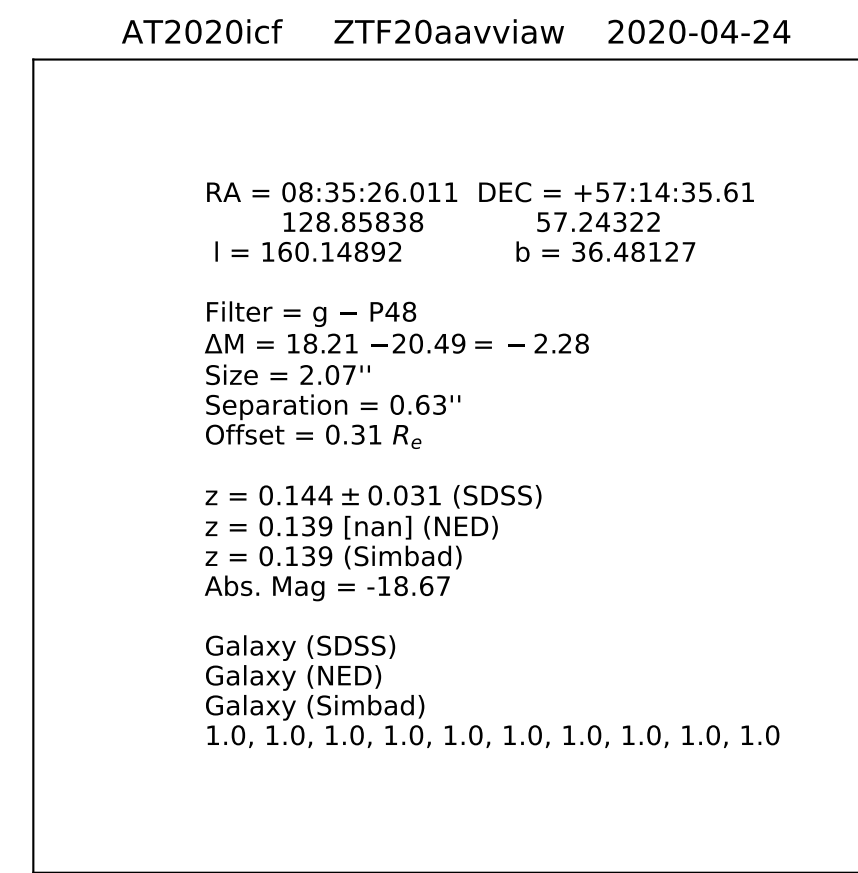 AT2020icf ZTF20aavviaw 2020-04-24
RA = 08:35:26.011 DEC = +57:14:35.61
128.85838 57.24322
l = 160.14892 b = 36.48127
Filter = g − P48
ΔM = 18.21 −20.49 = − 2.28
Size = 2.07''
Separation = 0.63''
Offset = 0.31 Rₑ
z = 0.144 ± 0.031 (SDSS)
z = 0.139 [nan] (NED)
z = 0.139 (Simbad)
Abs. Mag = -18.67
Galaxy (SDSS)
Galaxy (NED)
Galaxy (Simbad)
1.0, 1.0, 1.0, 1.0, 1.0, 1.0, 1.0, 1.0, 1.0, 1.0